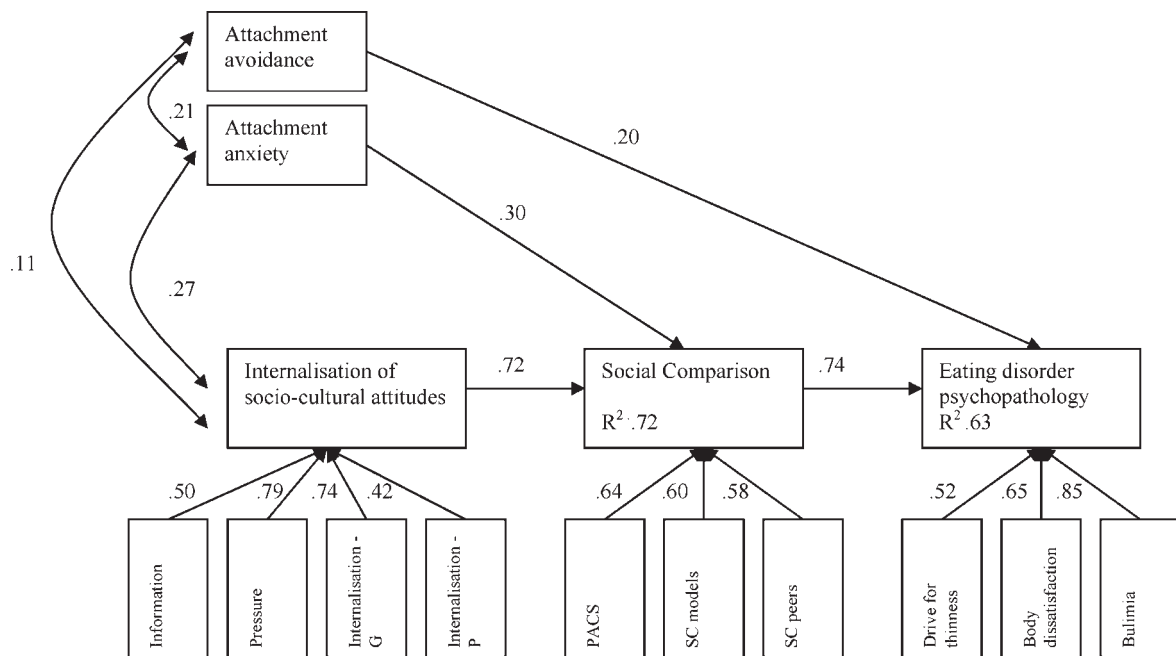 Attachment
avoidance
.21
Attachment
anxiety
.20
.30
.11
.27
Internalisation of
socio-cultural attitudes
.72
Social Comparison
R² .72
.74
Eating disorder
psychopathology
R² .63
.50
.79
.74
.42
.64
.60
.58
.52
.65
.85
Information
Pressure
Internalisation -
G
Internalisation -
P
PACS
SC models
SC peers
Drive for
thinness
Body
dissatisfaction
Bulimia